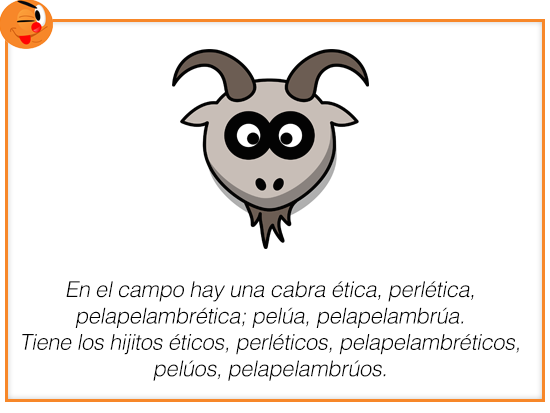 En el campo hay una cabra ética, perlética,
pelapelambrética; pelúa, pelapelambrúa.
Tiene los hijitos éticos, perléticos, pelapelambréticos,
pelúos, pelapelambrúos.